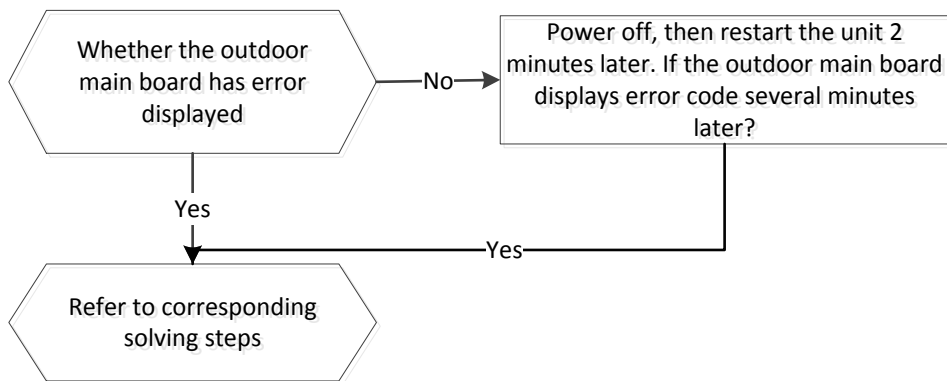 Whether the outdoor
main board has error
displayed
No
Power off, then restart the unit 2
minutes later. If the outdoor main board
displays error code several minutes
later?
Yes
Yes
Refer to corresponding
solving steps